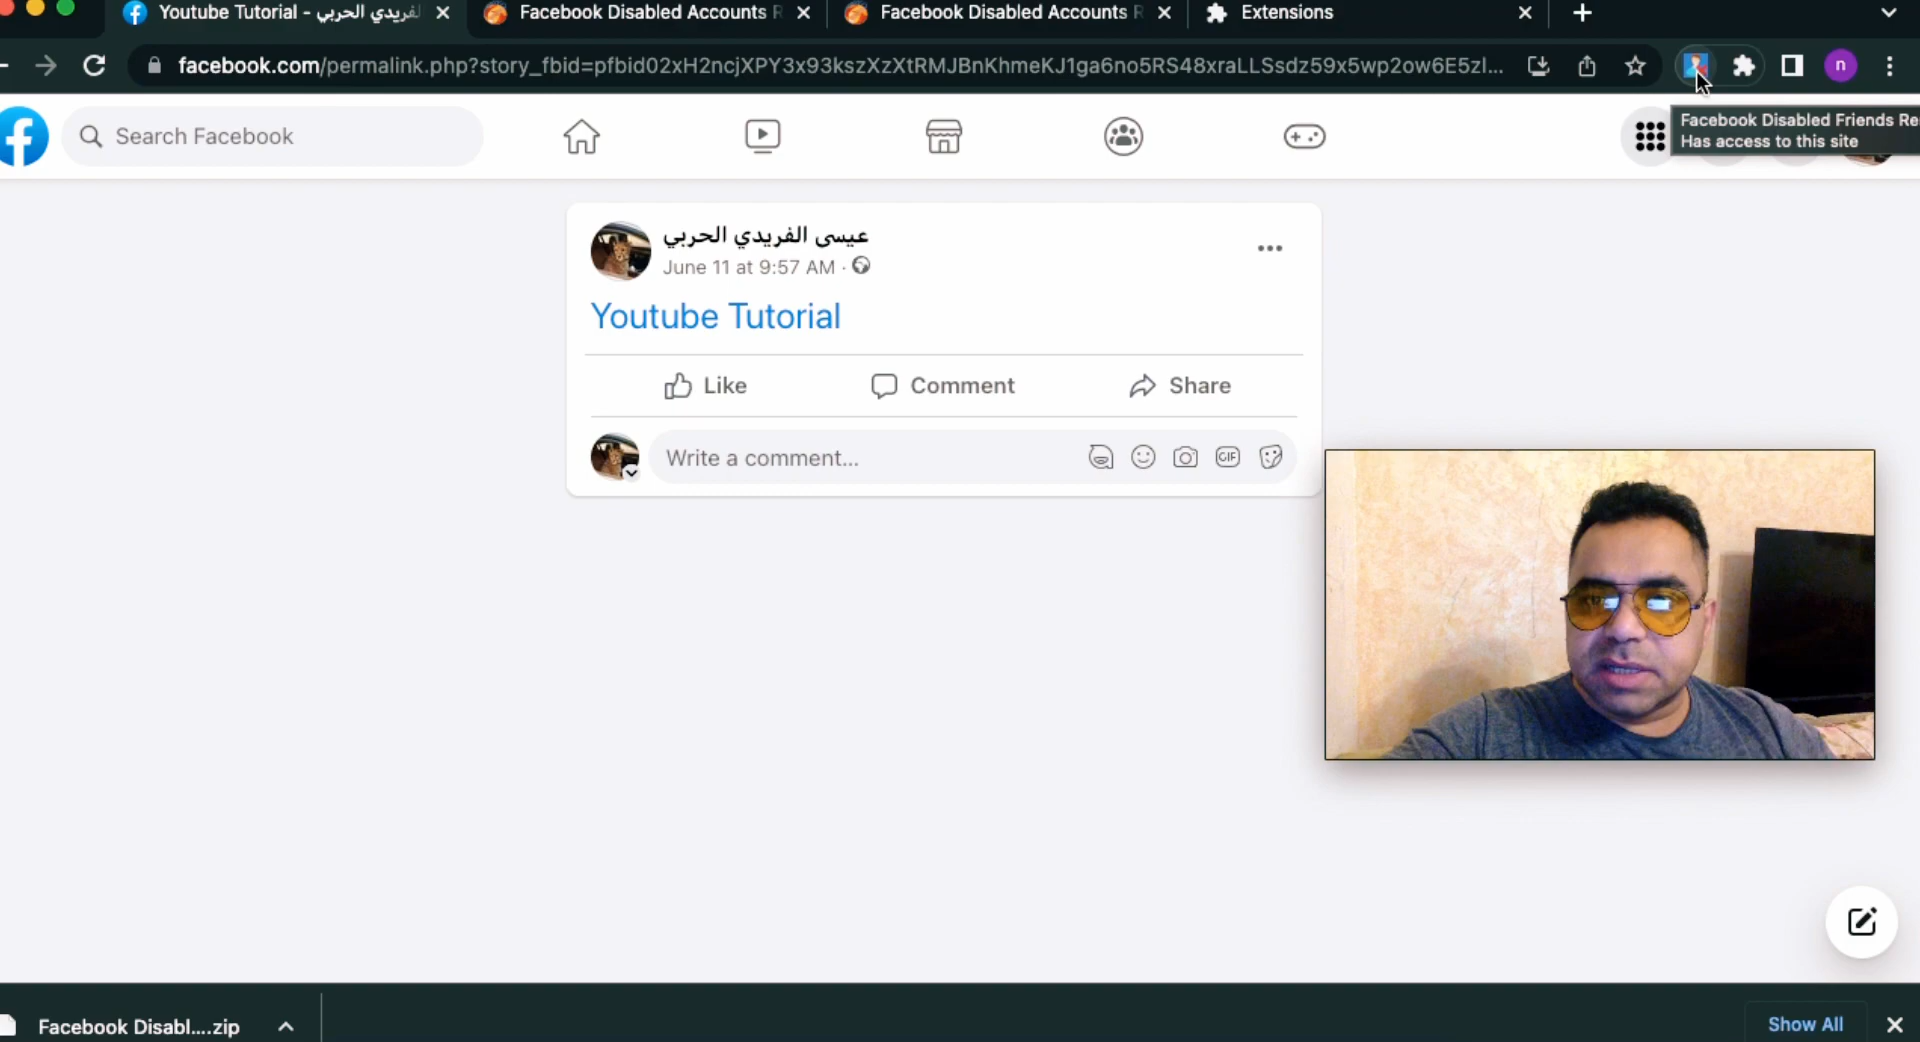 Youtube Tutorial - الفريدي الحربي
Facebook Disabled Accounts R
Facebook Disabled Accounts R
Extensions
facebook.com/permalink.php?story_fbid=pfbid02xH2ncjXPY3x93kszXzXtRMJBnKhmeKJ1ga6no5RS48xraLLSsdz59x5wp2ow6E5zl...
n
Search Facebook
Facebook Disabled Friends Re
Has access to this site
عيسى الفريدي الحربي
June 11 at 9:57 AM ·
Youtube Tutorial
Like
Comment
Share
Write a comment...
GIF
Facebook Disabl....zip
Show All